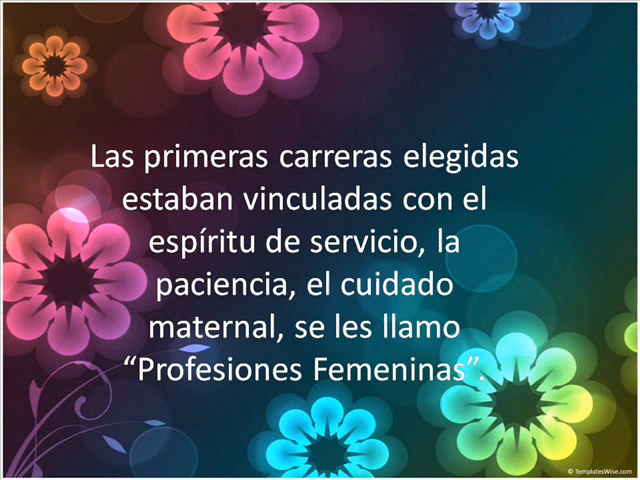 Las primeras carreras elegidas
estaban vinculadas con el
espíritu de servicio, la
paciencia, el cuidado
maternal, se les llamo
“Profesiones Femeninas”.
© TemplatesWise.com